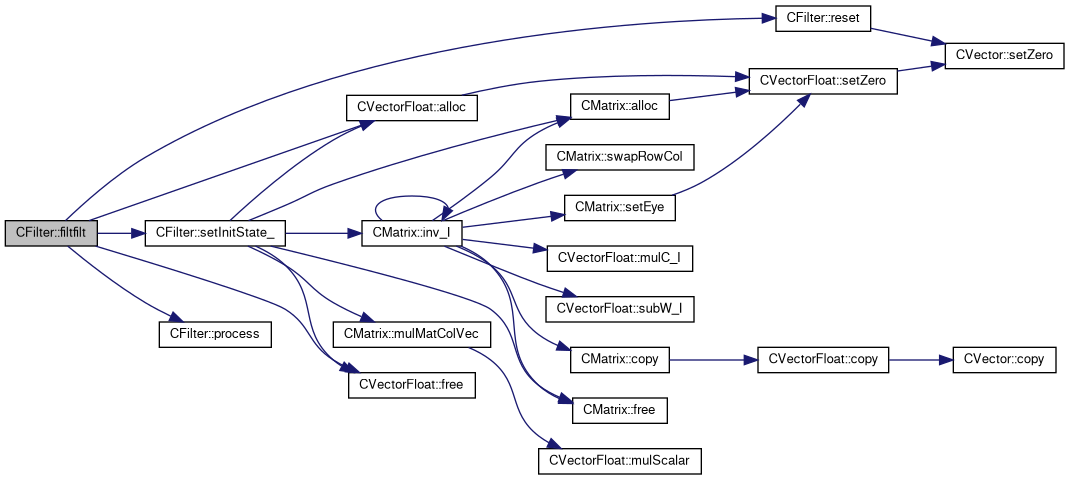 CFilter::reset
CVector::setZero
CVectorFloat::setZero
CVectorFloat::alloc
CMatrix::alloc
CMatrix::swapRowCol
CMatrix::setEye
CFilter::filtfilt
CFilter::setInitState_
CMatrix::inv_I
CVectorFloat::mulC_I
CVectorFloat::subW_I
CFilter::process
CMatrix::mulMatColVec
CMatrix::copy
CVectorFloat::copy
CVector::copy
CVectorFloat::free
CMatrix::free
CVectorFloat::mulScalar